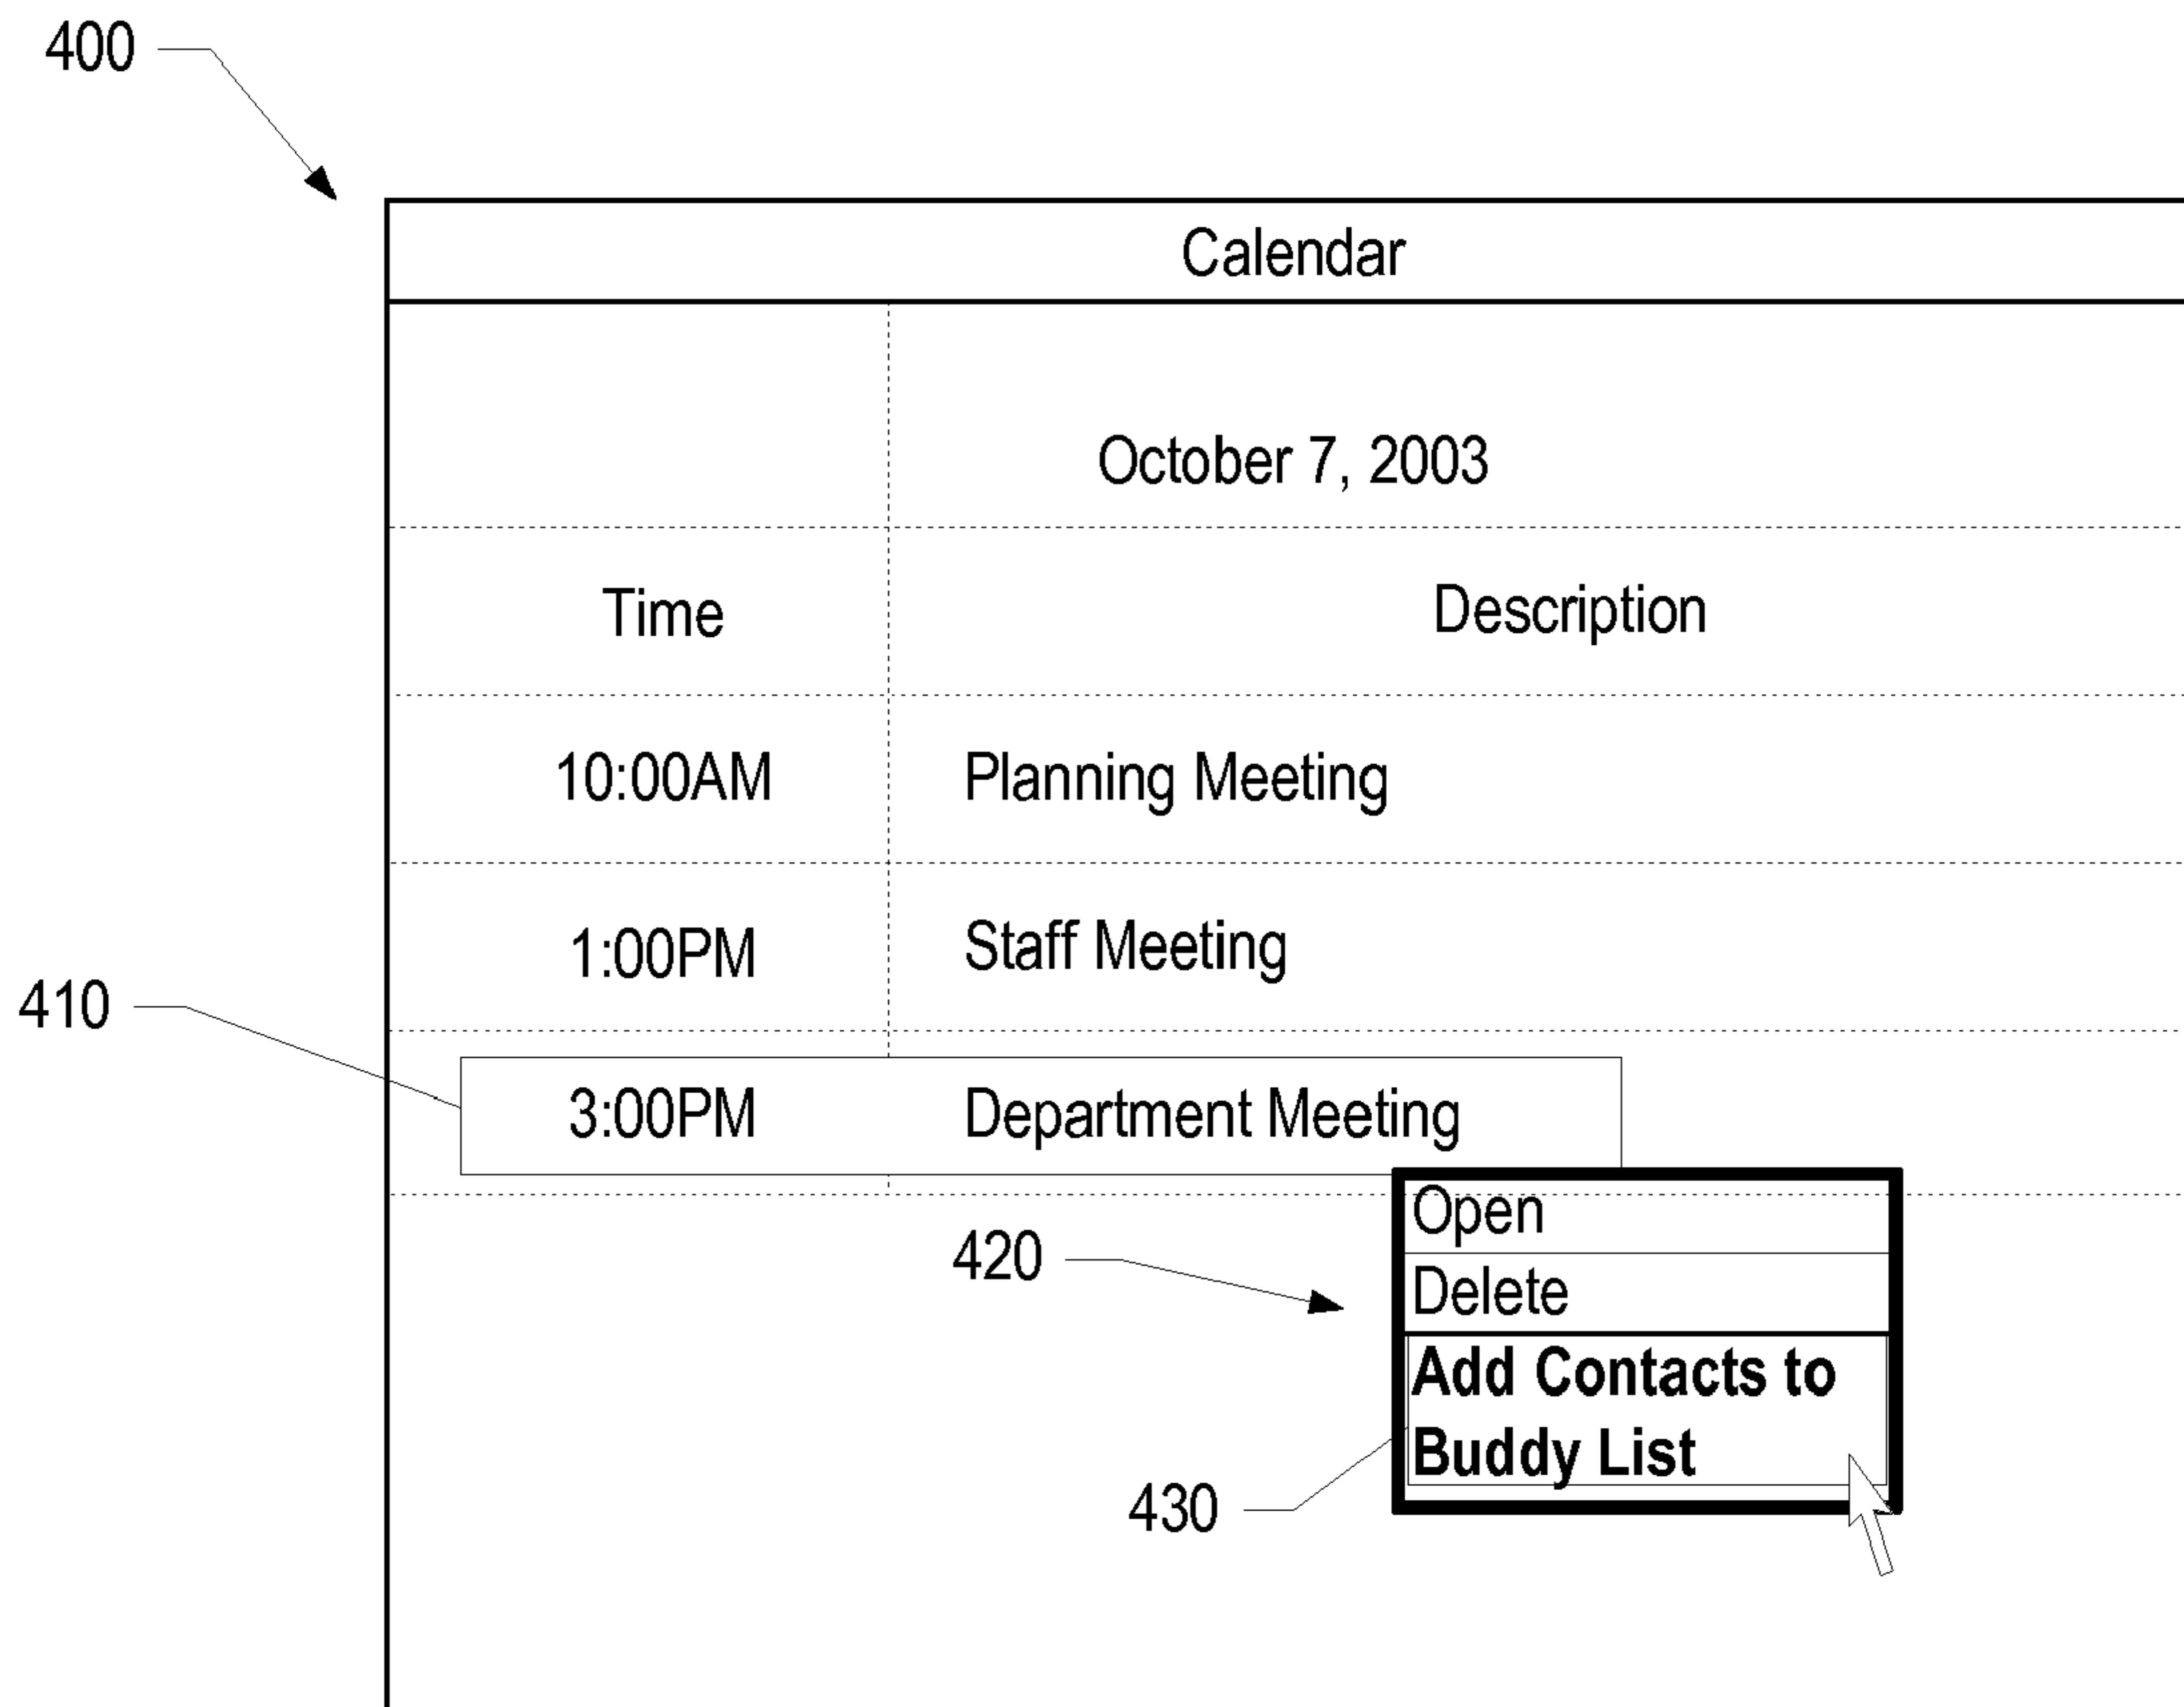 400
Calendar
October 7, 2003
Time Description
10:00AM Planning Meeting
1:00PM Staff Meeting
410
3:00PM Department Meeting
Open
420
Delete
Add Contacts to
Buddy List
430